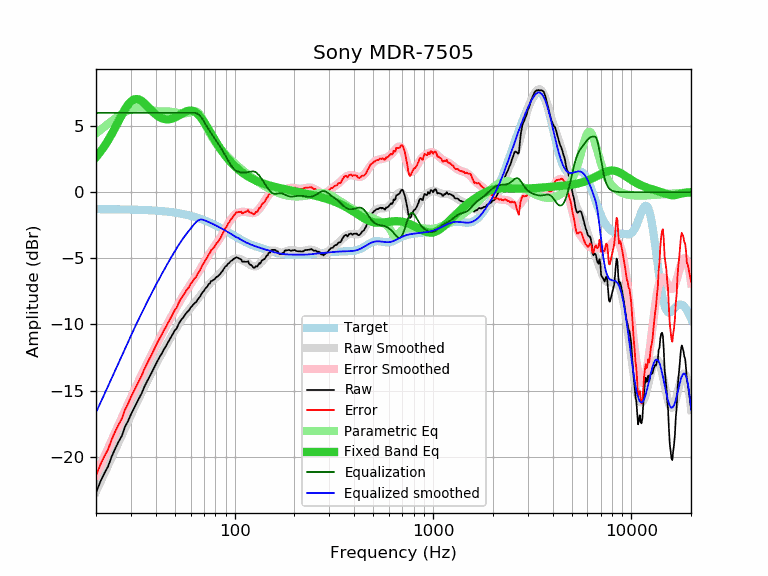 Sony MDR-7505
Amplitude (dBr)
5
0
−5
−10
−15
−20
Target
Raw Smoothed
Error Smoothed
Raw
Error
Parametric Eq
Fixed Band Eq
Equalization
Equalized smoothed
100
1000
10000
Frequency (Hz)